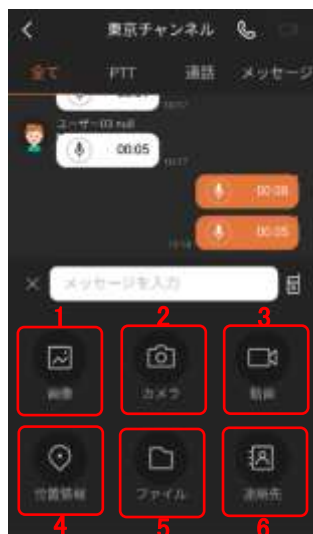 東京チャンネル
全て PTT 通話 メッセージ
ユーザー03 null
00:05
00:08
00:05
メッセージを入力
1 2 3
画像 カメラ 動画
位置情報 ファイル 連絡先
4 5 6